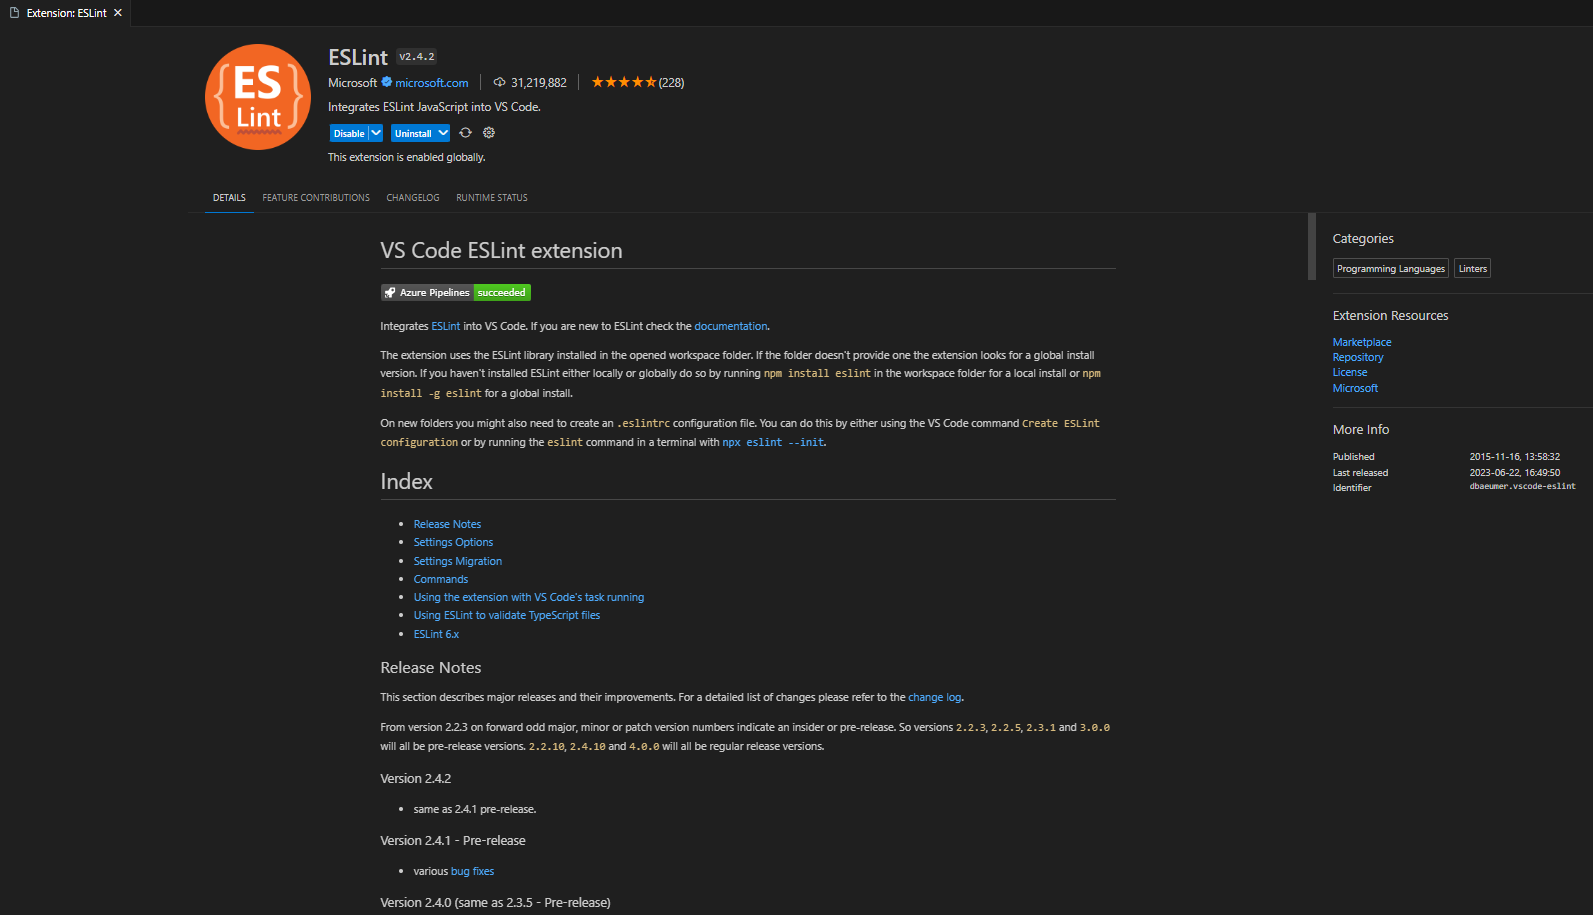 Extension: ESLint
ES
Lint
ESLint v2.4.2
Microsoft microsoft.com 31,219,882 (228)
Integrates ESLint JavaScript into VS Code.
Disable Uninstall
This extension is enabled globally.
DETAILS FEATURE CONTRIBUTIONS CHANGELOG RUNTIME STATUS
VS Code ESLint extension
Azure Pipelines succeeded
Integrates ESLint into VS Code. If you are new to ESLint check the documentation.
The extension uses the ESLint library installed in the opened workspace folder. If the folder doesn't provide one the extension looks for a global install
version. If you haven't installed ESLint either locally or globally do so by running npm install eslint in the workspace folder for a local install or npm
install -g eslint for a global install.
On new folders you might also need to create an .eslintrc configuration file. You can do this by either using the VS Code command Create ESLint
configuration or by running the eslint command in a terminal with npx eslint --init.
Index
Release Notes
Settings Options
Settings Migration
Commands
Using the extension with VS Code's task running
Using ESLint to validate TypeScript files
ESLint 6.x
Release Notes
This section describes major releases and their improvements. For a detailed list of changes please refer to the change log.
From version 2.2.3 on forward odd major, minor or patch version numbers indicate an insider or pre-release. So versions 2.2.3, 2.2.5, 2.3.1 and 3.0.0
will all be pre-release versions. 2.2.10, 2.4.10 and 4.0.0 will all be regular release versions.
Version 2.4.2
same as 2.4.1 pre-release.
Version 2.4.1 - Pre-release
various bug fixes
Version 2.4.0 (same as 2.3.5 - Pre-release)
Categories
Programming Languages Linters
Extension Resources
Marketplace
Repository
License
Microsoft
More Info
Published 2015-11-16, 13:58:32
Last released 2023-06-22, 16:49:50
Identifier dbaeumer.vscode-eslint